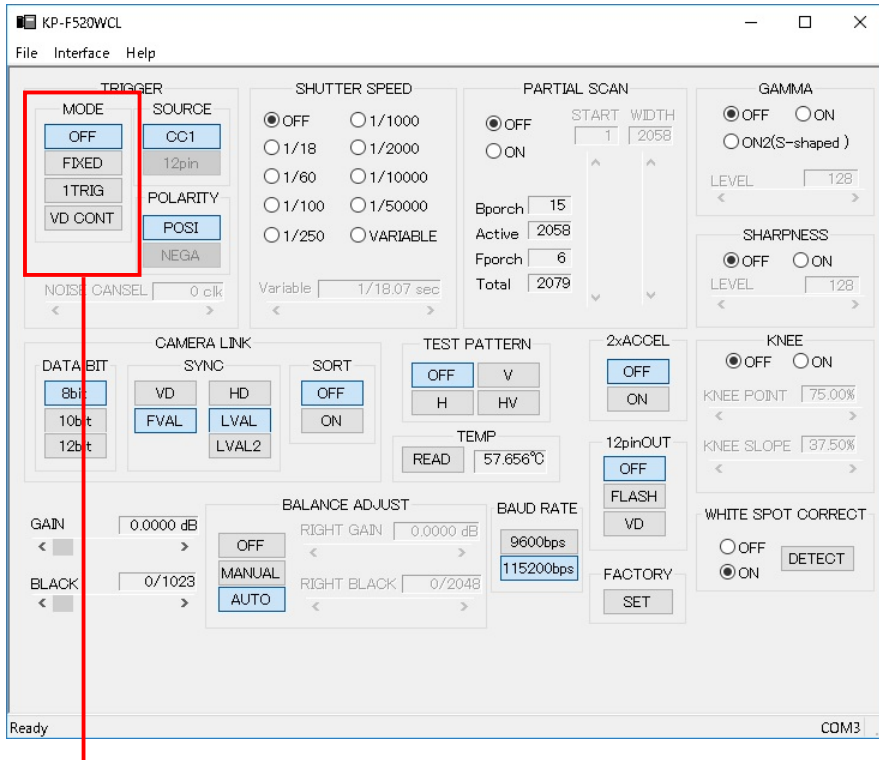 KP-F520WCL
File Interface Help
TRIGGER
MODE
OFF
FIXED
1TRIG
VD CONT
SOURCE
CC1
12pin
POLARITY
POSI
NEGA
NOISE CANSEL 0 clk
SHUTTER SPEED
OFF 1/1000
1/18 1/2000
1/60 1/10000
1/100 1/50000
1/250 VARIABLE
Variable 1/18.07 sec
PARTIAL SCAN
OFF
ON
START WIDTH
1 2058
Bporch 15
Active 2058
Fporch 6
Total 2079
GAMMA
OFF ON
ON2(S-shaped )
LEVEL 128
SHARPNESS
OFF ON
LEVEL 128
CAMERA LINK
DATA BIT
8bit
10bit
12bit
SYNC
VD HD
FVAL LVAL
LVAL2
SORT
OFF
ON
TEST PATTERN
OFF V
H HV
TEMP
READ 57.656℃
2xACCEL
OFF
ON
12pinOUT
OFF
FLASH
VD
KNEE
OFF ON
KNEE POINT 75.00%
KNEE SLOPE 37.50%
GAIN 0.0000 dB
BLACK 0/1023
BALANCE ADJUST
OFF
MANUAL
AUTO
RIGHT GAIN 0.0000 dB
RIGHT BLACK 0/2048
BAUD RATE
9600bps
115200bps
FACTORY
SET
WHITE SPOT CORRECT
OFF
ON
DETECT
Ready COM3